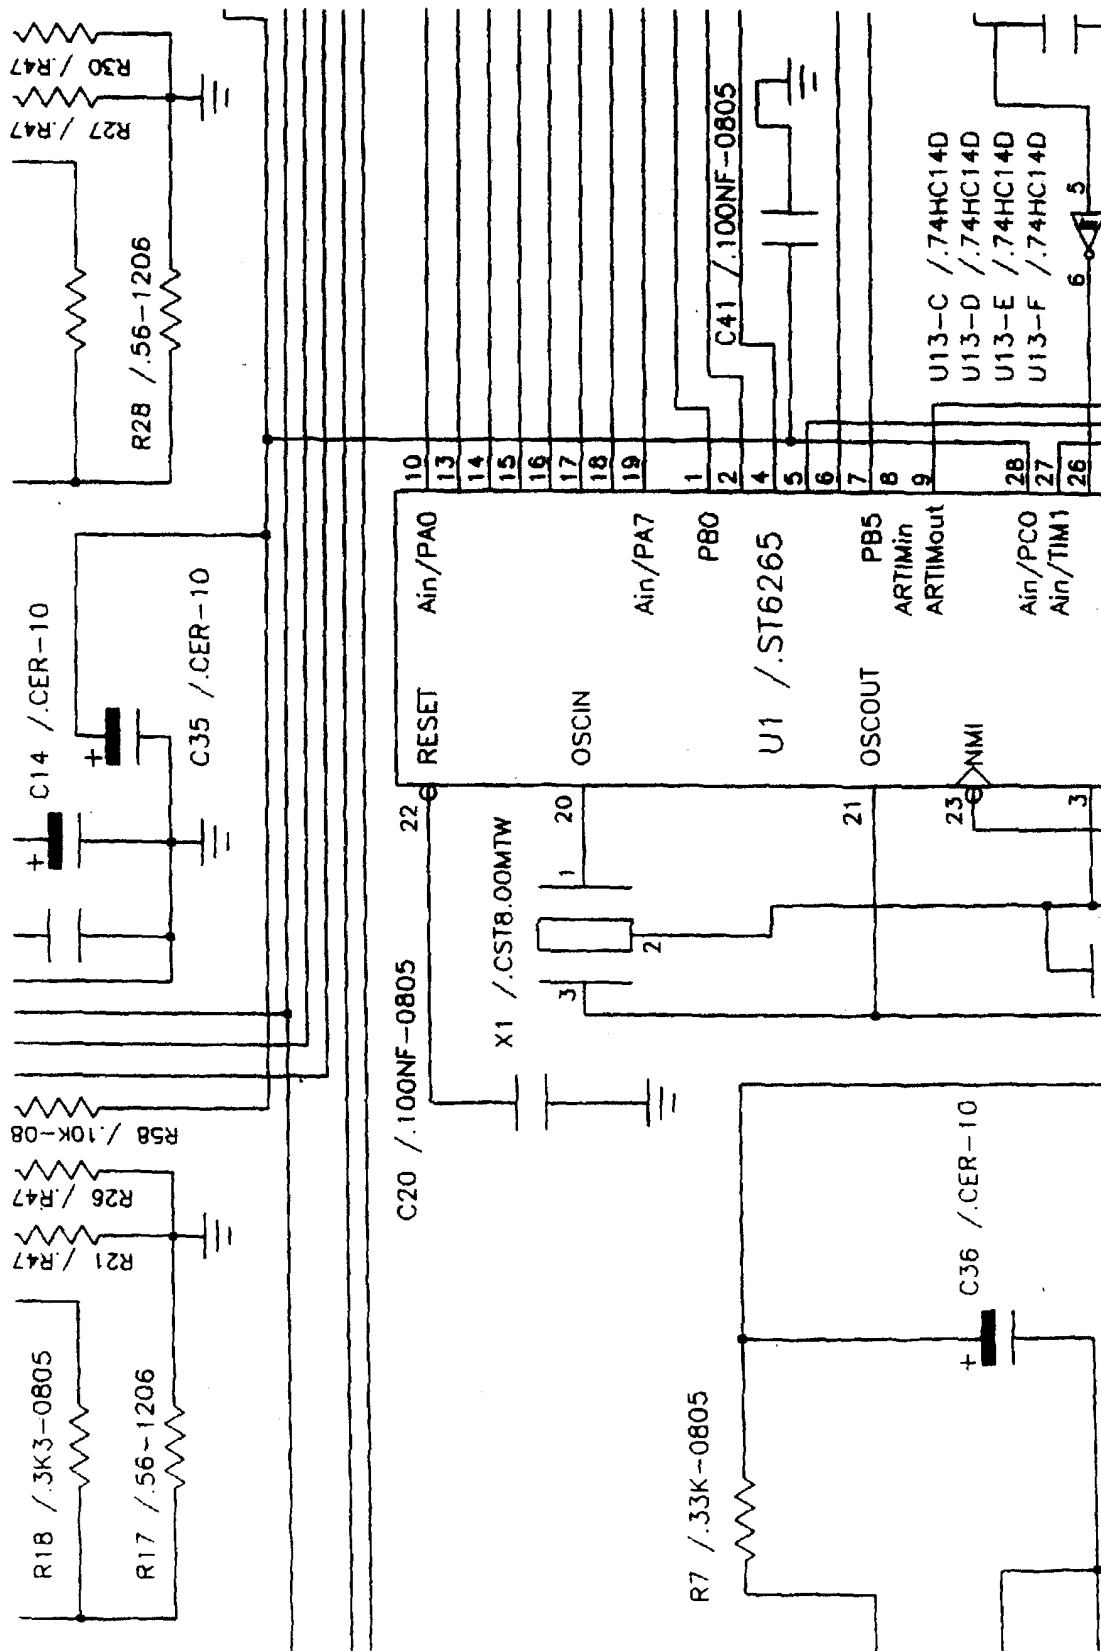 R30 /.R47
R27 /.R47
R28 /.56-1206
C14 /.CER-10
C35 /.CER-10
R58 /.10K-08
R26 /.R47
R21 /.R47
R18 /.3K3-0805
R17 /.56-1206
10
13
14
15
16
17
18
19
1
2
4
5
6
7
8
9
28
27
26
Ain/PA0
Ain/PA7
PB0
PB5
ARTIMin
ARTIMout
Ain/PC0
Ain/TIM1
U1 /.ST6265
RESET
OSCIN
OSCOUT
NMI
22
20
21
23
3
C41 /.100NF-0805
U13-C /.74HC14D
U13-D /.74HC14D
U13-E /.74HC14D
U13-F /.74HC14D
5
6
X1 /.CST8.00MTW
1
2
3
C20 /.100NF-0805
+
+
C36 /.CER-10
+
R7 /.33K-0805